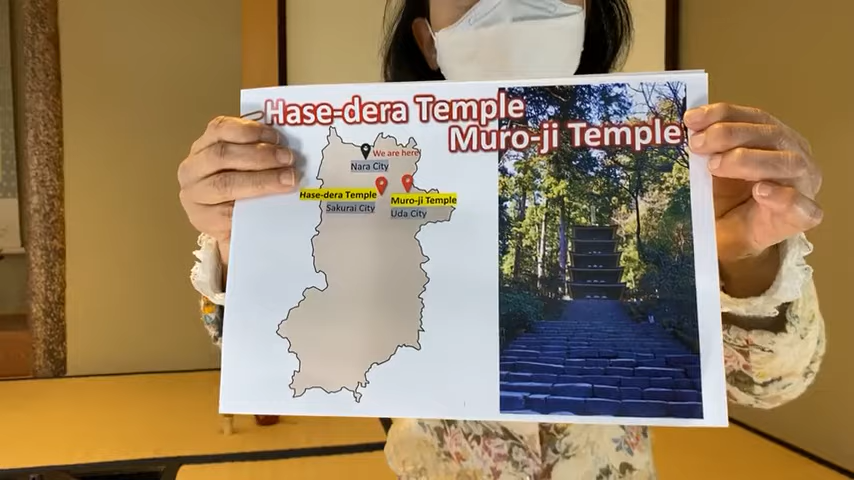 Hase-dera Temple
Muro-ji Temple
We are here!
Nara City
Hase-dera Temple
Sakurai City
Muro-ji Temple
Uda City